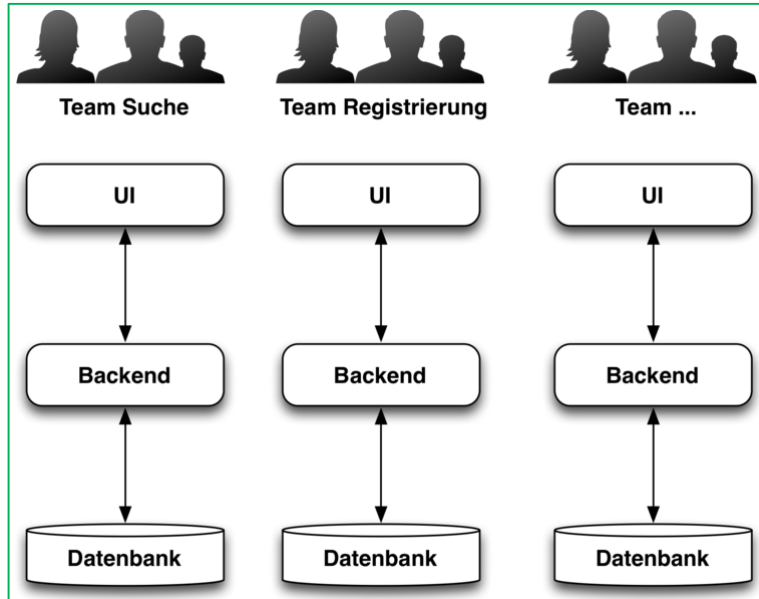 Team Suche
Team Registrierung
Team ...
UI
UI
UI
Backend
Backend
Backend
Datenbank
Datenbank
Datenbank